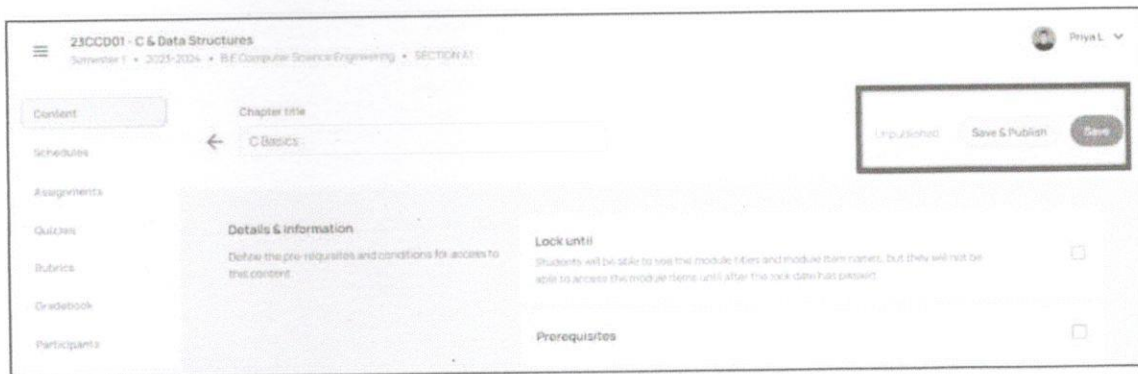 23CCD01 - C & Data Structures
Semester 1 • 2023-2024 • B.E Computer Science Engineering • SECTION A1
Priya L
Content
Schedules
Assignments
Quizzes
Rubrics
Gradebook
Participants
Chapter title
C Basics
Unpublished
Save & Publish
Save
Details & Information
Define the pre-requisites and conditions for access to
this content
Lock until
Students will be able to see the module titles and module item names, but they will not be
able to access the module items until after the lock date has passed
Prerequisites